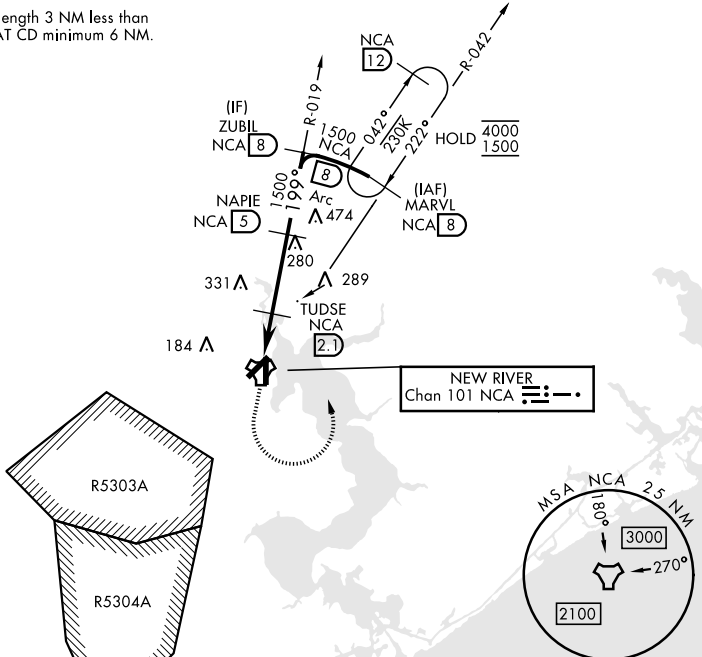 ength 3 NM less than
AT CD minimum 6 NM.
NCA
12
R-042
R-019
(IF)
ZUBIL
NCA 8
1500
NCA
8
Arc
042°
230K
222°
HOLD 4000
1500
(IAF)
MARVL
NCA 8
1500
199°
NAPIE
NCA 5
474
280
331
289
TUDSE
NCA
2.1
184
NEW RIVER
Chan 101 NCA
R5303A
R5304A
MSA NCA 25 NM
180°
3000
270°
2100